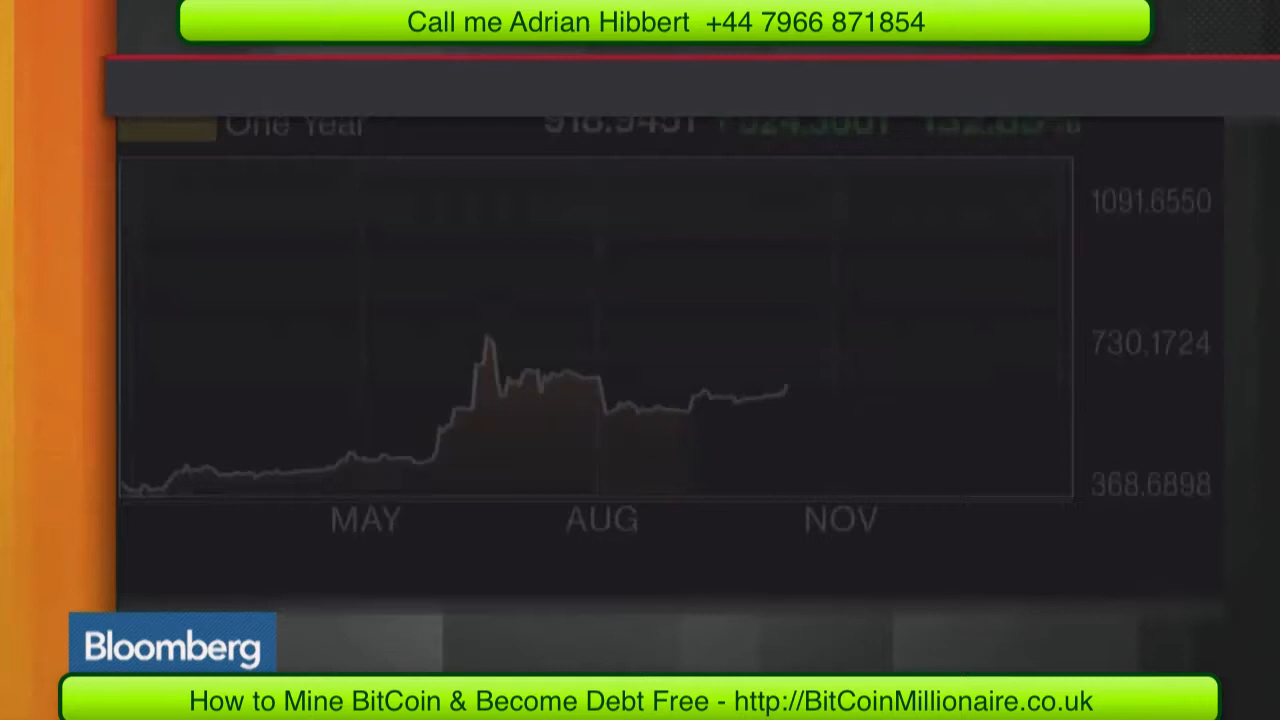 Call me Adrian Hibbert +44 7966 871854
One Year
1091.6550
730.1724
368.6898
MAY AUG NOV
Bloomberg
How to Mine BitCoin & Become Debt Free - http://BitCoinMillionaire.co.uk